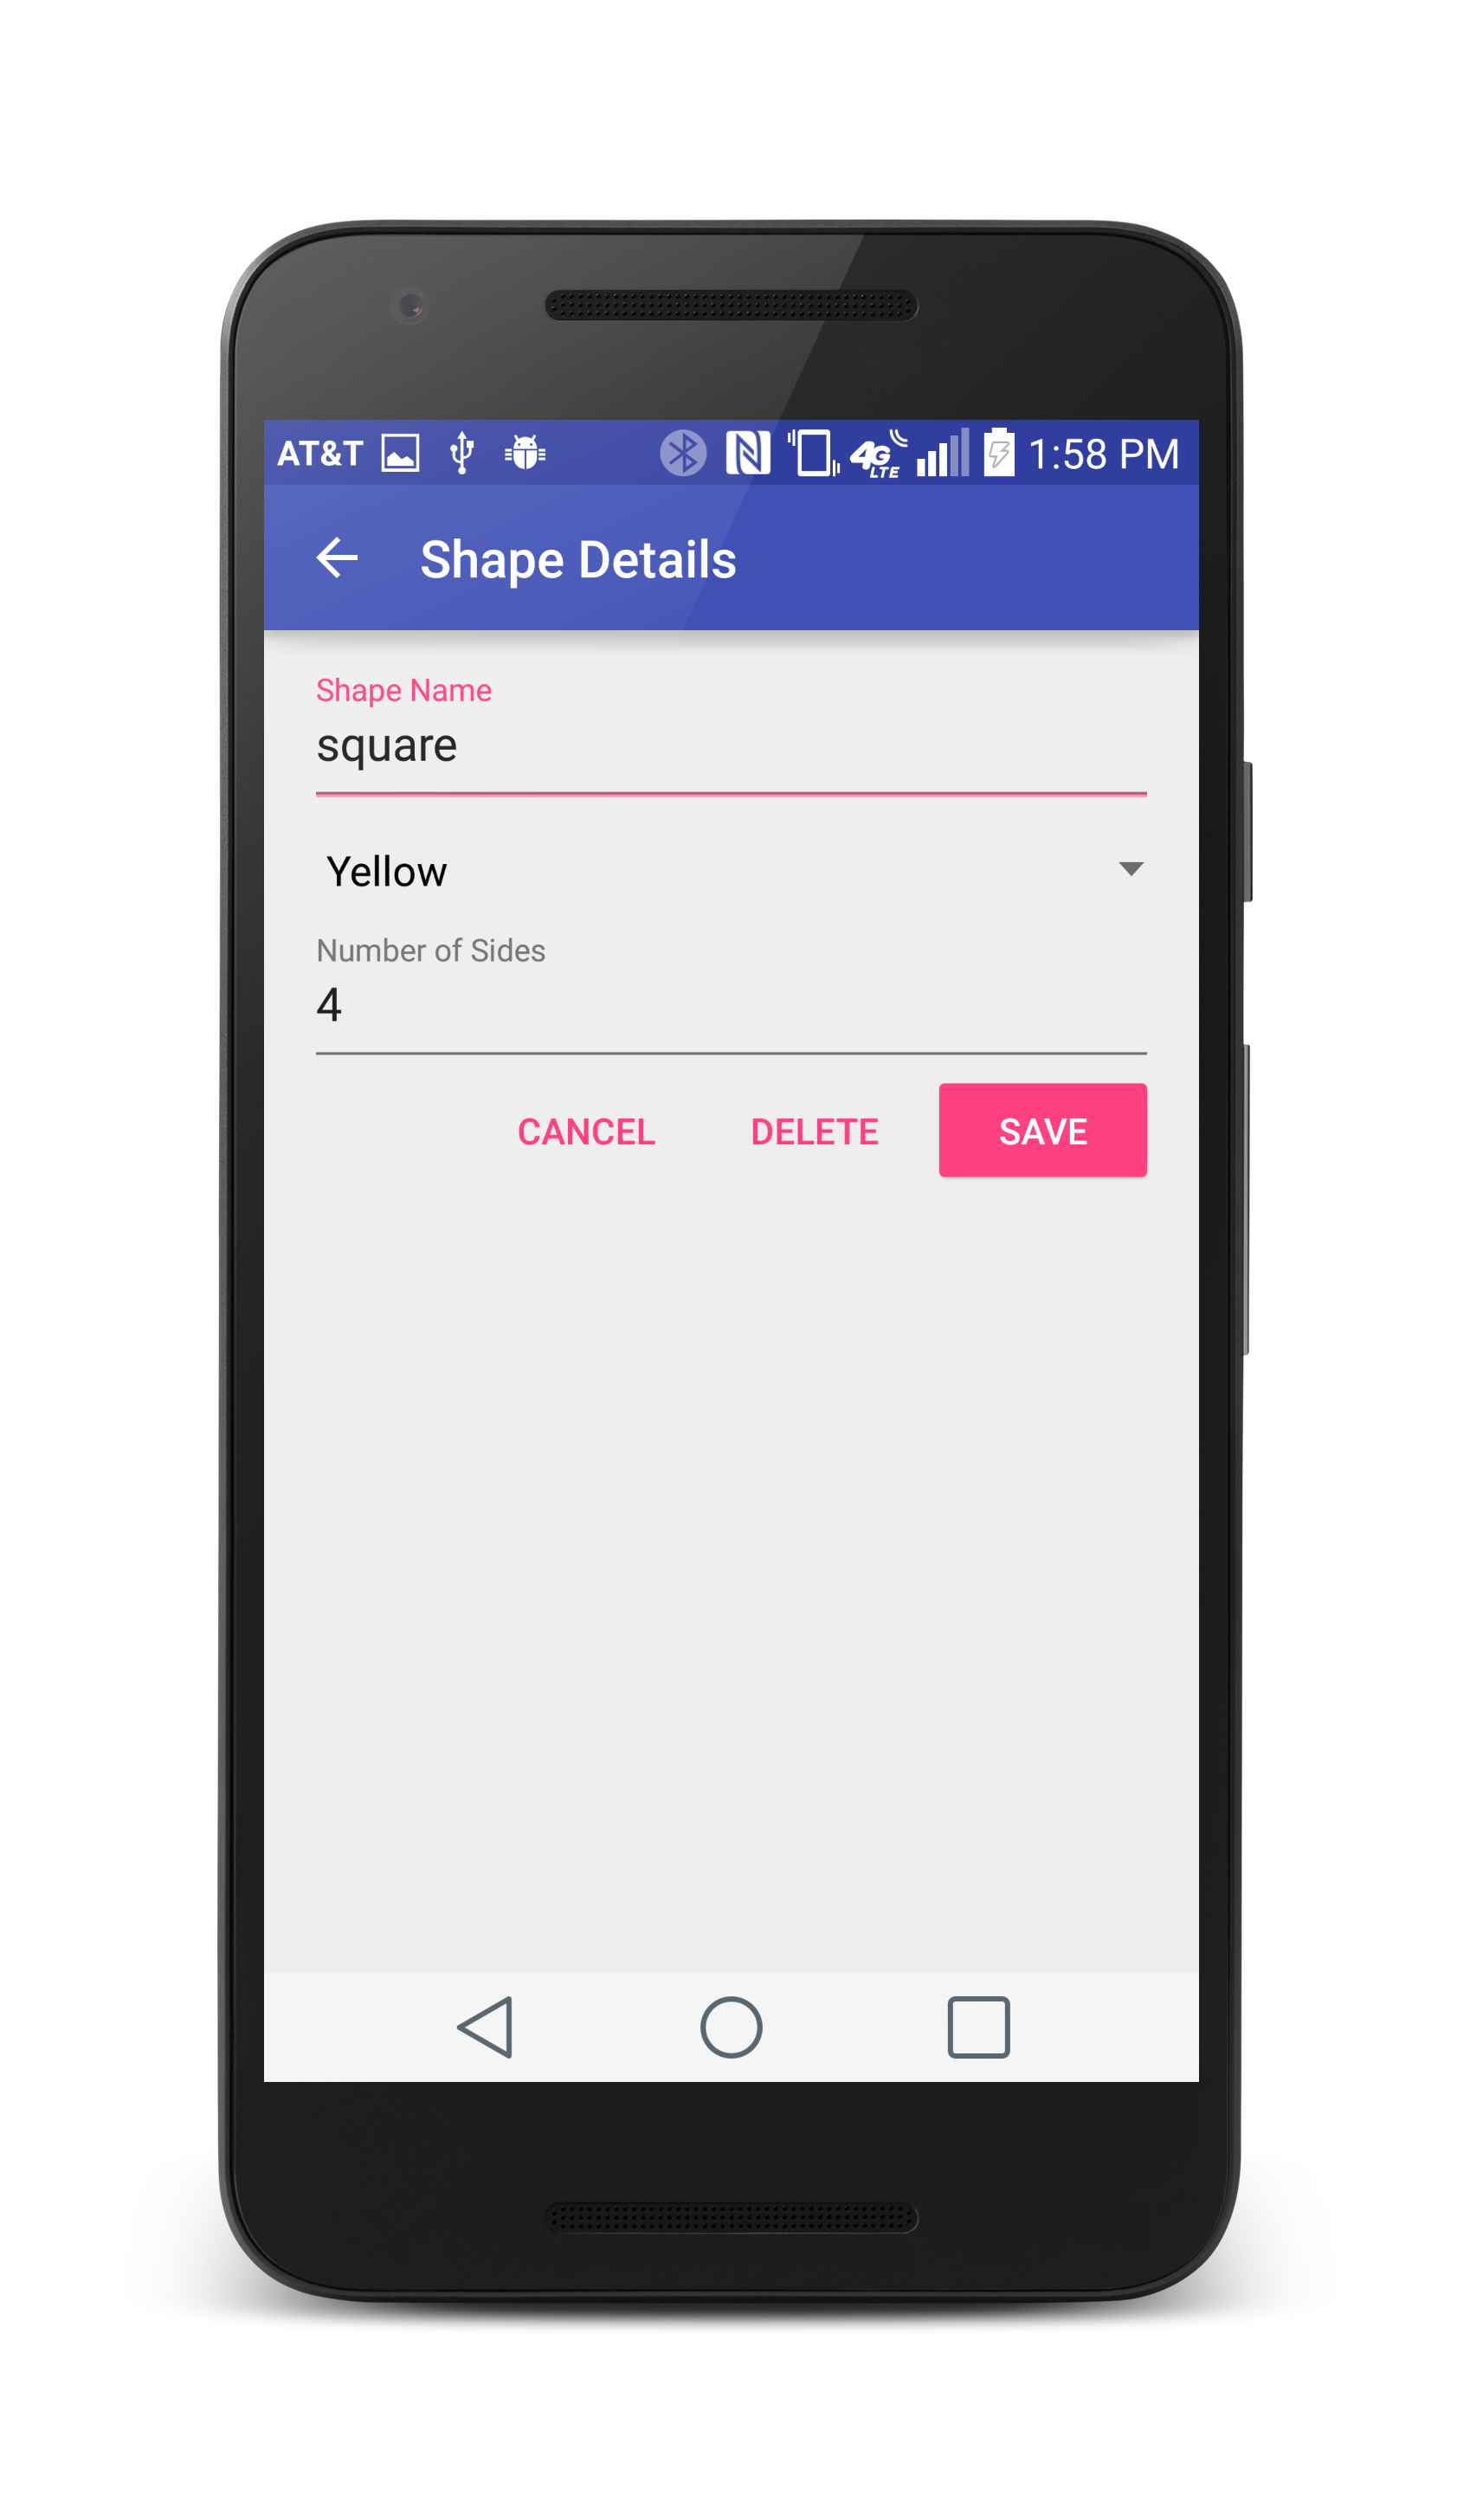 AT&T 4G LTE 1:58 PM
Shape Details
Shape Name
square
Yellow
Number of Sides
4
CANCEL DELETE SAVE